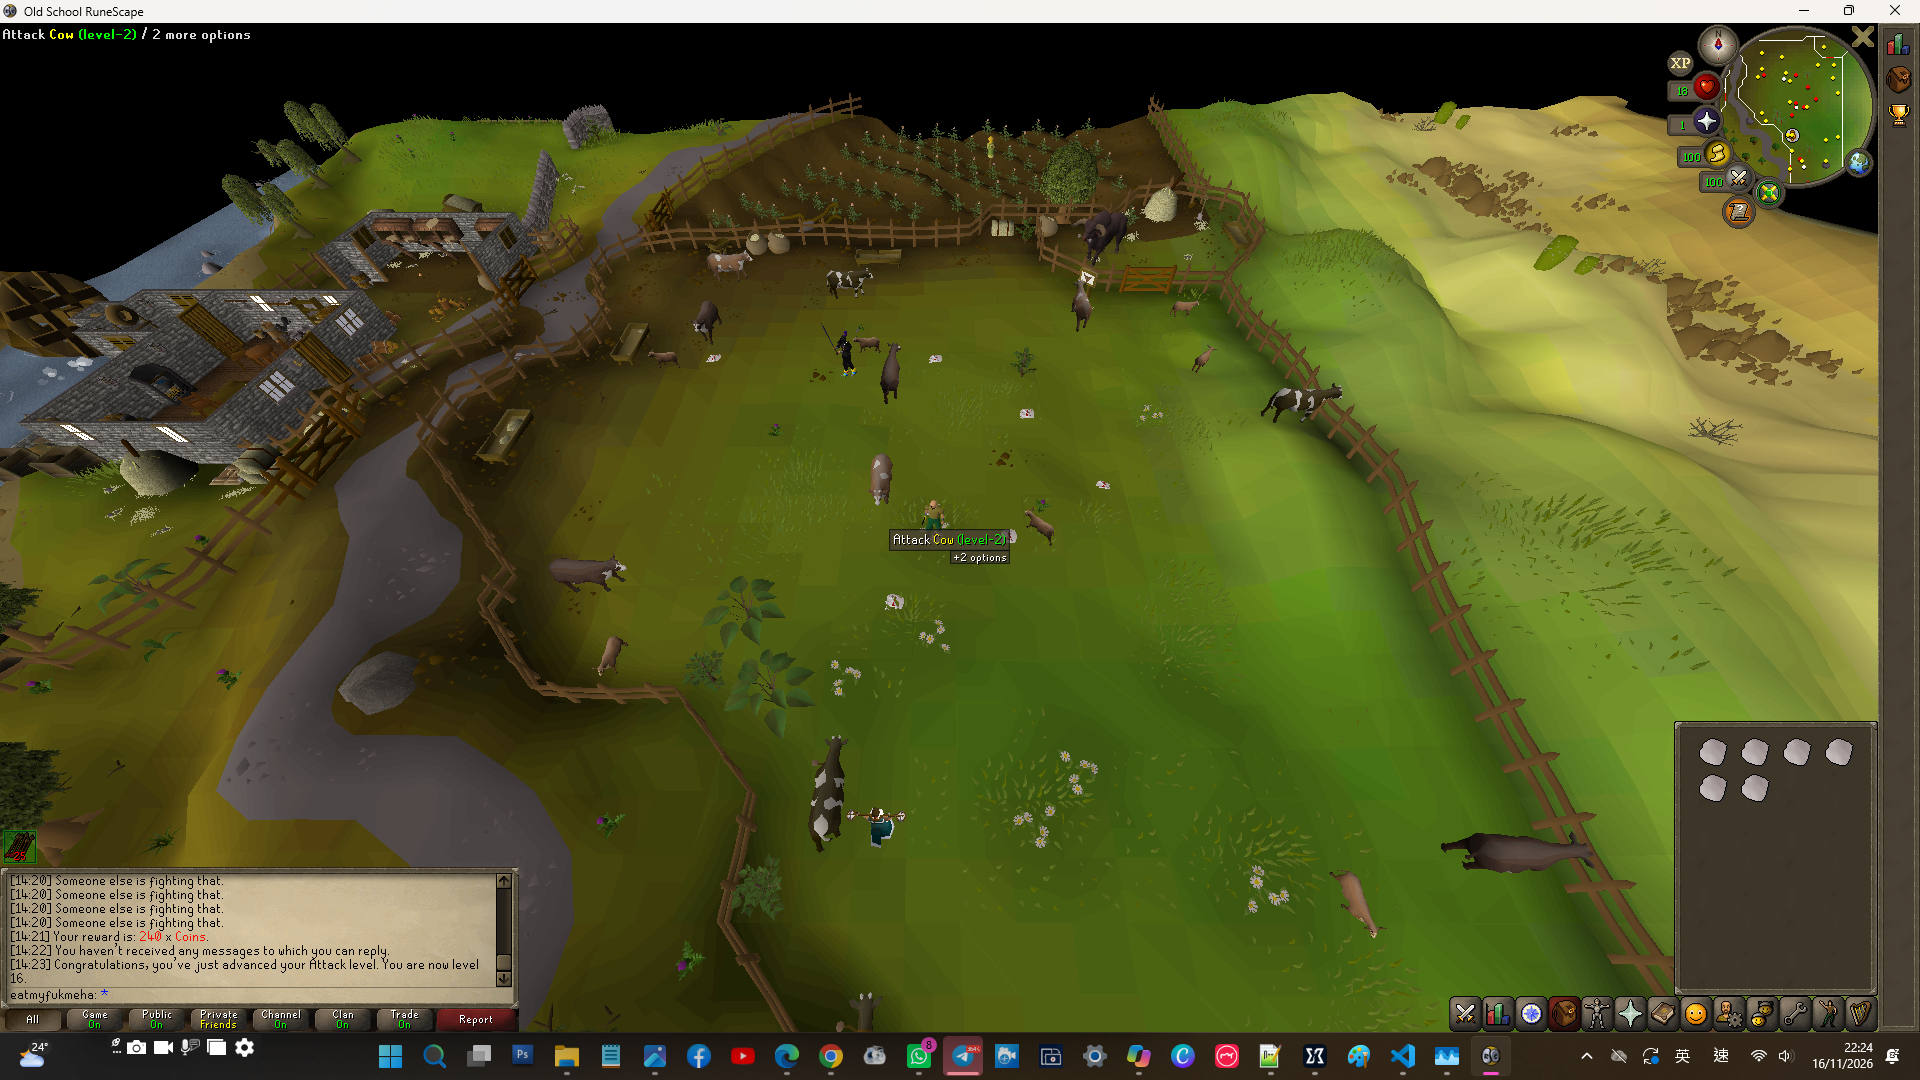 Old School RuneScape
Attack Cow (level-2) / 2 more options
N
XP
18
1
100
100
Attack Cow (level-2)
+2 options
[14:20] Someone else is fighting that.
[14:20] Someone else is fighting that.
[14:20] Someone else is fighting that.
[14:20] Someone else is fighting that.
[14:21] Your reward is: 240 x Coins.
[14:22] You haven't received any messages to which you can reply.
[14:23] Congratulations, you've just advanced your Attack level. You are now level
16.
eatmyfukmeha: *
All
Game
On
Public
On
Private
Friends
Channel
On
Clan
On
Trade
On
Report
24°
Ps
8
英
速
22:24
16/11/2026